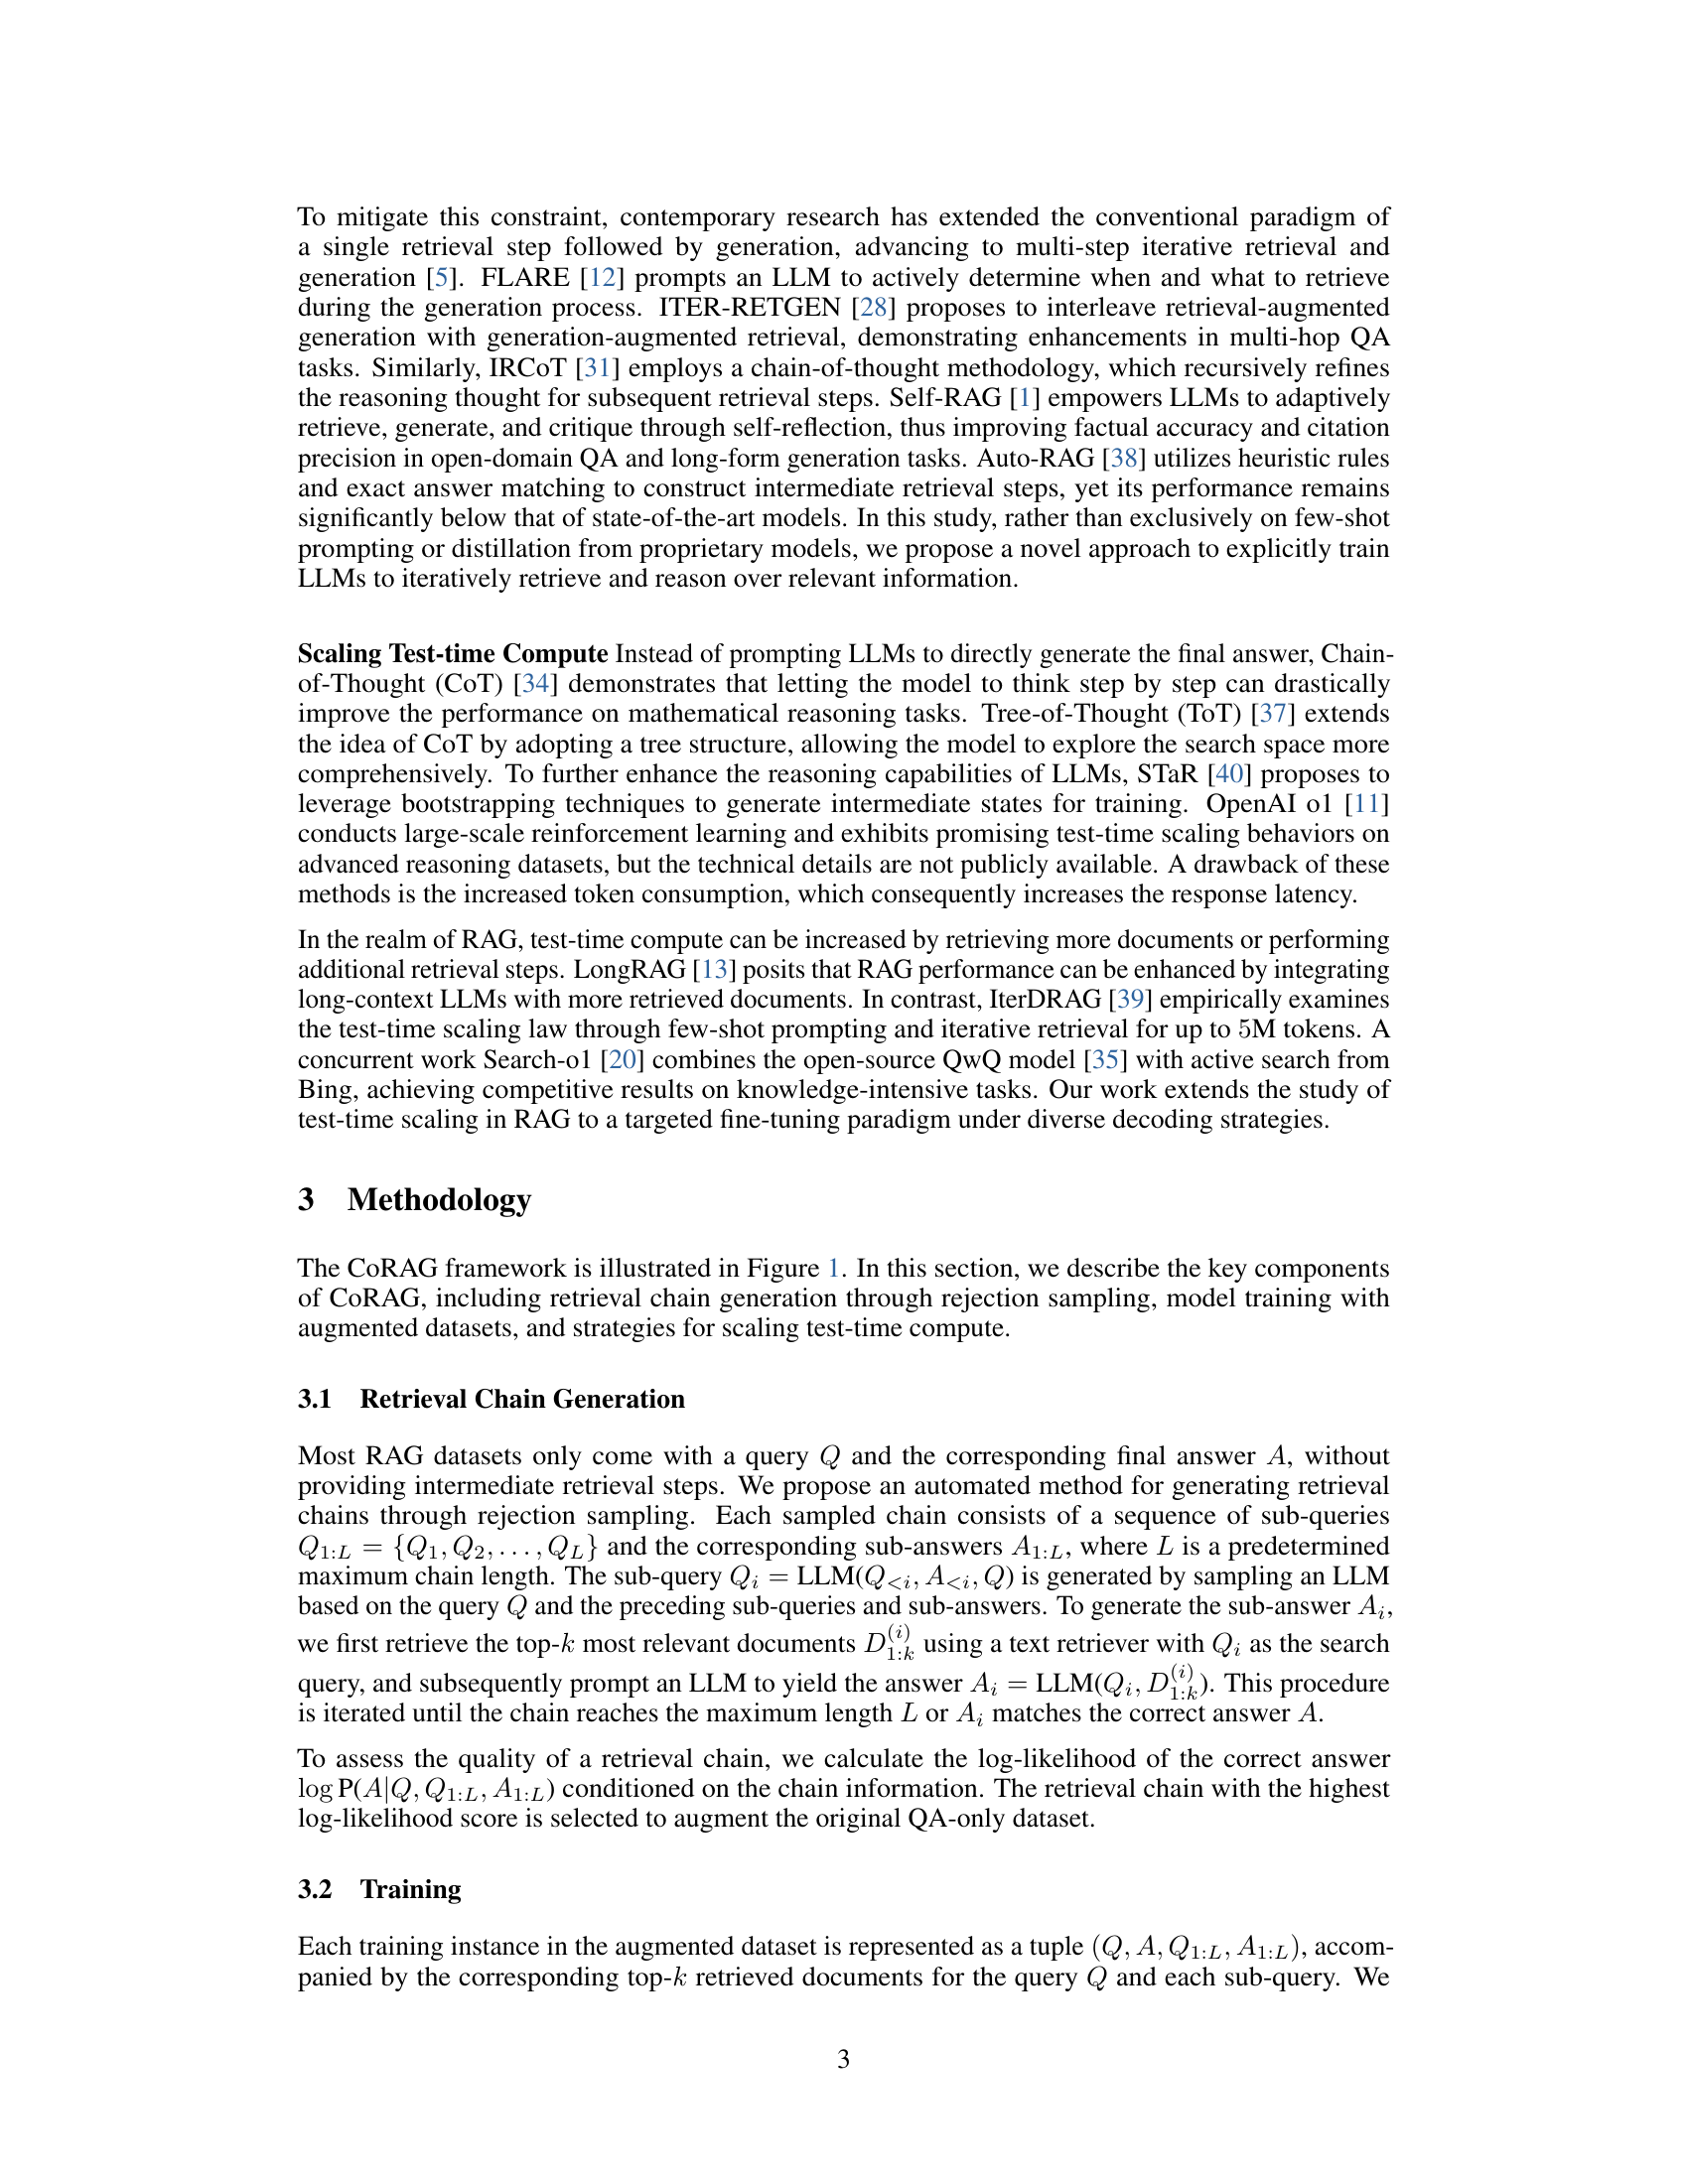 To mitigate this constraint, contemporary research has extended the conventional paradigm of
a single retrieval step followed by generation, advancing to multi-step iterative retrieval and
generation [5]. FLARE [12] prompts an LLM to actively determine when and what to retrieve
during the generation process. ITER-RETGEN [28] proposes to interleave retrieval-augmented
generation with generation-augmented retrieval, demonstrating enhancements in multi-hop QA
tasks. Similarly, IRCoT [31] employs a chain-of-thought methodology, which recursively refines
the reasoning thought for subsequent retrieval steps. Self-RAG [1] empowers LLMs to adaptively
retrieve, generate, and critique through self-reflection, thus improving factual accuracy and citation
precision in open-domain QA and long-form generation tasks. Auto-RAG [38] utilizes heuristic rules
and exact answer matching to construct intermediate retrieval steps, yet its performance remains
significantly below that of state-of-the-art models. In this study, rather than exclusively on few-shot
prompting or distillation from proprietary models, we propose a novel approach to explicitly train
LLMs to iteratively retrieve and reason over relevant information.
Scaling Test-time Compute Instead of prompting LLMs to directly generate the final answer, Chain-
of-Thought (CoT) [34] demonstrates that letting the model to think step by step can drastically
improve the performance on mathematical reasoning tasks. Tree-of-Thought (ToT) [37] extends
the idea of CoT by adopting a tree structure, allowing the model to explore the search space more
comprehensively. To further enhance the reasoning capabilities of LLMs, STaR [40] proposes to
leverage bootstrapping techniques to generate intermediate states for training. OpenAI o1 [11]
conducts large-scale reinforcement learning and exhibits promising test-time scaling behaviors on
advanced reasoning datasets, but the technical details are not publicly available. A drawback of these
methods is the increased token consumption, which consequently increases the response latency.
In the realm of RAG, test-time compute can be increased by retrieving more documents or performing
additional retrieval steps. LongRAG [13] posits that RAG performance can be enhanced by integrating
long-context LLMs with more retrieved documents. In contrast, IterDRAG [39] empirically examines
the test-time scaling law through few-shot prompting and iterative retrieval for up to 5M tokens. A
concurrent work Search-o1 [20] combines the open-source QwQ model [35] with active search from
Bing, achieving competitive results on knowledge-intensive tasks. Our work extends the study of
test-time scaling in RAG to a targeted fine-tuning paradigm under diverse decoding strategies.
3 Methodology
The CoRAG framework is illustrated in Figure 1. In this section, we describe the key components
of CoRAG, including retrieval chain generation through rejection sampling, model training with
augmented datasets, and strategies for scaling test-time compute.
3.1 Retrieval Chain Generation
Most RAG datasets only come with a query Q and the corresponding final answer A, without
providing intermediate retrieval steps. We propose an automated method for generating retrieval
chains through rejection sampling. Each sampled chain consists of a sequence of sub-queries
Q_{1:L} = {Q_1, Q_2, . . . , Q_L} and the corresponding sub-answers A_{1:L}, where L is a predetermined
maximum chain length. The sub-query Q_i = LLM(Q_{<i}, A_{<i}, Q) is generated by sampling an LLM
based on the query Q and the preceding sub-queries and sub-answers. To generate the sub-answer A_i,
we first retrieve the top-k most relevant documents D_{1:k}^{(i)} using a text retriever with Q_i as the search
query, and subsequently prompt an LLM to yield the answer A_i = LLM(Q_i, D_{1:k}^{(i)}). This procedure
is iterated until the chain reaches the maximum length L or A_i matches the correct answer A.
To assess the quality of a retrieval chain, we calculate the log-likelihood of the correct answer
log P(A|Q, Q_{1:L}, A_{1:L}) conditioned on the chain information. The retrieval chain with the highest
log-likelihood score is selected to augment the original QA-only dataset.
3.2 Training
Each training instance in the augmented dataset is represented as a tuple (Q, A, Q_{1:L}, A_{1:L}), accom-
panied by the corresponding top-k retrieved documents for the query Q and each sub-query. We
3